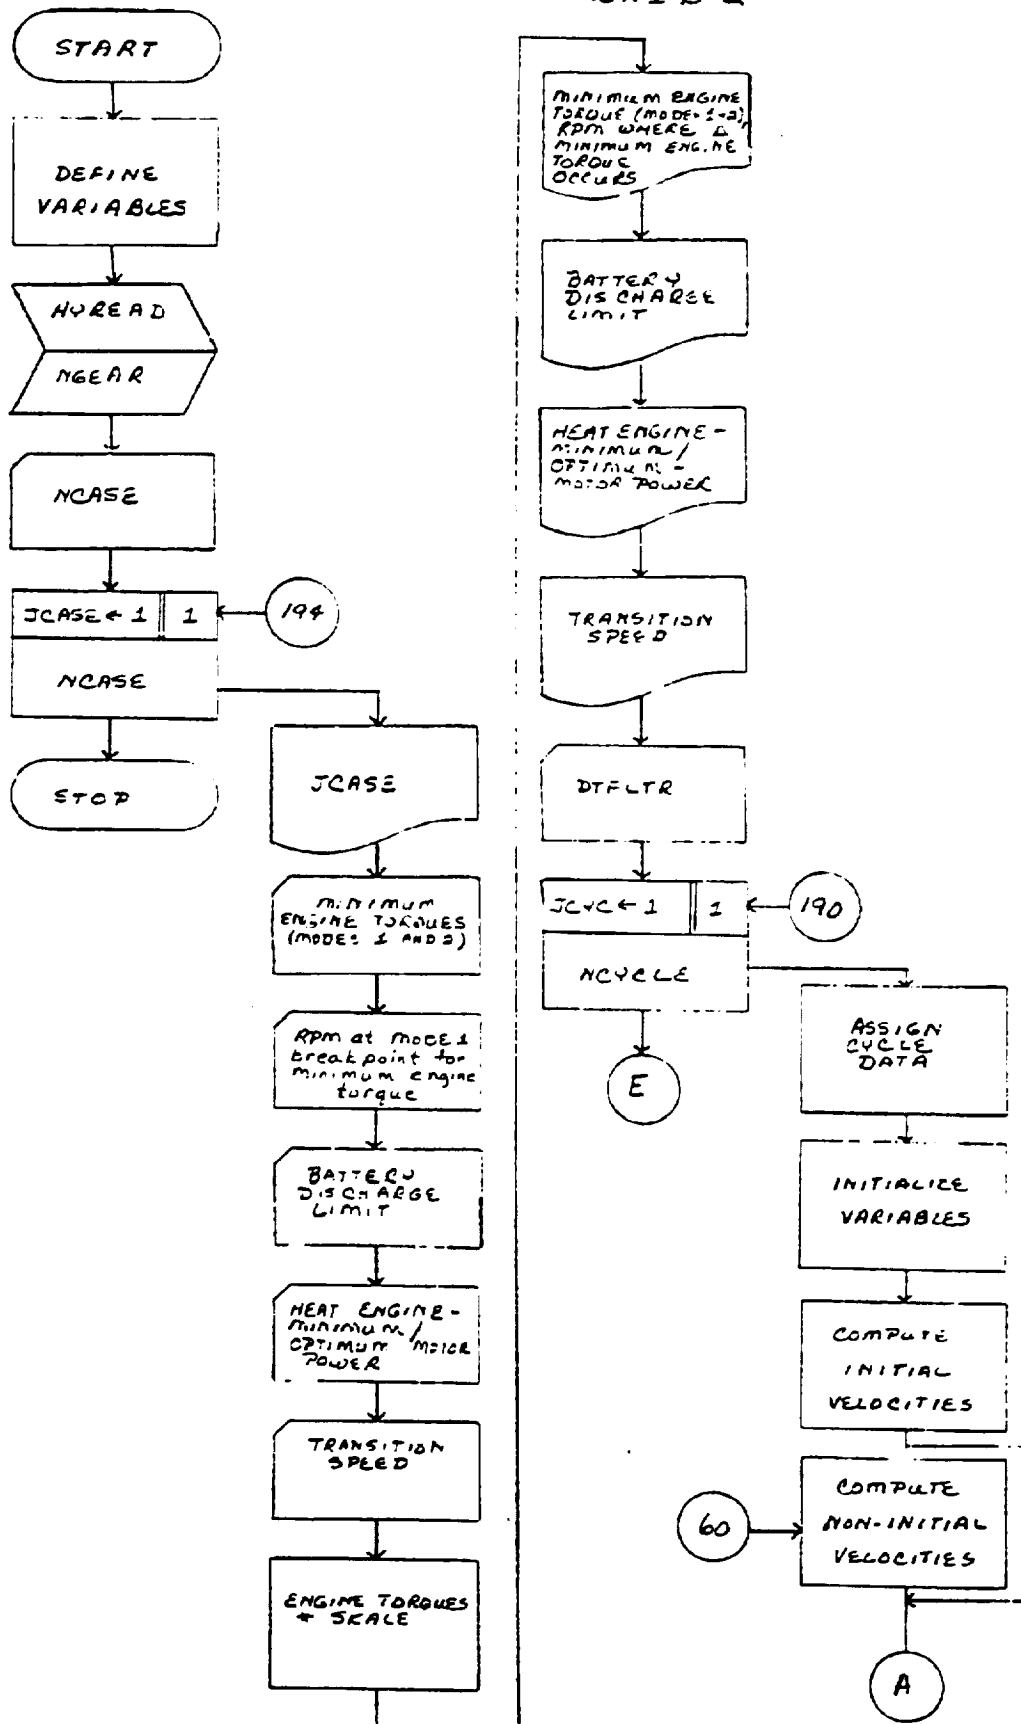 START
DEFINE
VARIABLES
HYREAD
NGEAR
NCASE
JCASE ← 1
1
194
NCASE
STOP
JCASE
MINIMUM
ENGINE TORQUES
(MODES 1 AND 2)
RPM at MODE 1
breakpoint for
minimum engine
torque
BATTERY
DISCHARGE
LIMIT
HEAT ENGINE-
MINIMUM/
OPTIMUM MOTOR
POWER
TRANSITION
SPEED
ENGINE TORQUES
* SKALE
MINIMUM ENGINE
TORQUE (MODE 1+2),
RPM WHERE Δ
MINIMUM ENGINE
TORQUE
OCCURS
BATTERY
DISCHARGE
LIMIT
HEAT ENGINE-
MINIMUM/
OPTIMUM-
MOTOR POWER
TRANSITION
SPEED
DTFLTR
JCYC ← 1
1
190
NCYCLE
E
ASSIGN
CYCLE
DATA
INITIALIZE
VARIABLES
COMPUTE
INITIAL
VELOCITIES
60
COMPUTE
NON-INITIAL
VELOCITIES
A